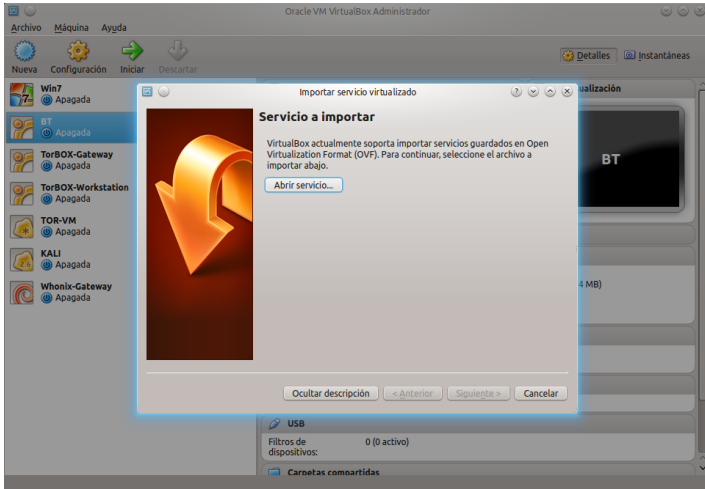 Oracle VM VirtualBox Administrador
Archivo Máquina Ayuda
Nueva Configuración Iniciar Descartar
Detalles Instantáneas
Win7
Apagada
BT
Apagada
TorBOX-Gateway
Apagada
TorBOX-Workstation
Apagada
TOR-VM
Apagada
KALI
Apagada
Whonix-Gateway
Apagada
Importar servicio virtualizado
Servicio a importar
VirtualBox actualmente soporta importar servicios guardados en Open
Virtualization Format (OVF). Para continuar, seleccione el archivo a
importar abajo.
Abrir servicio...
Ocultar descripción < Anterior Siguiente > Cancelar
ualización
BT
4 MB)
USB
Filtros de 0 (0 activo)
dispositivos:
Carpetas compartidas